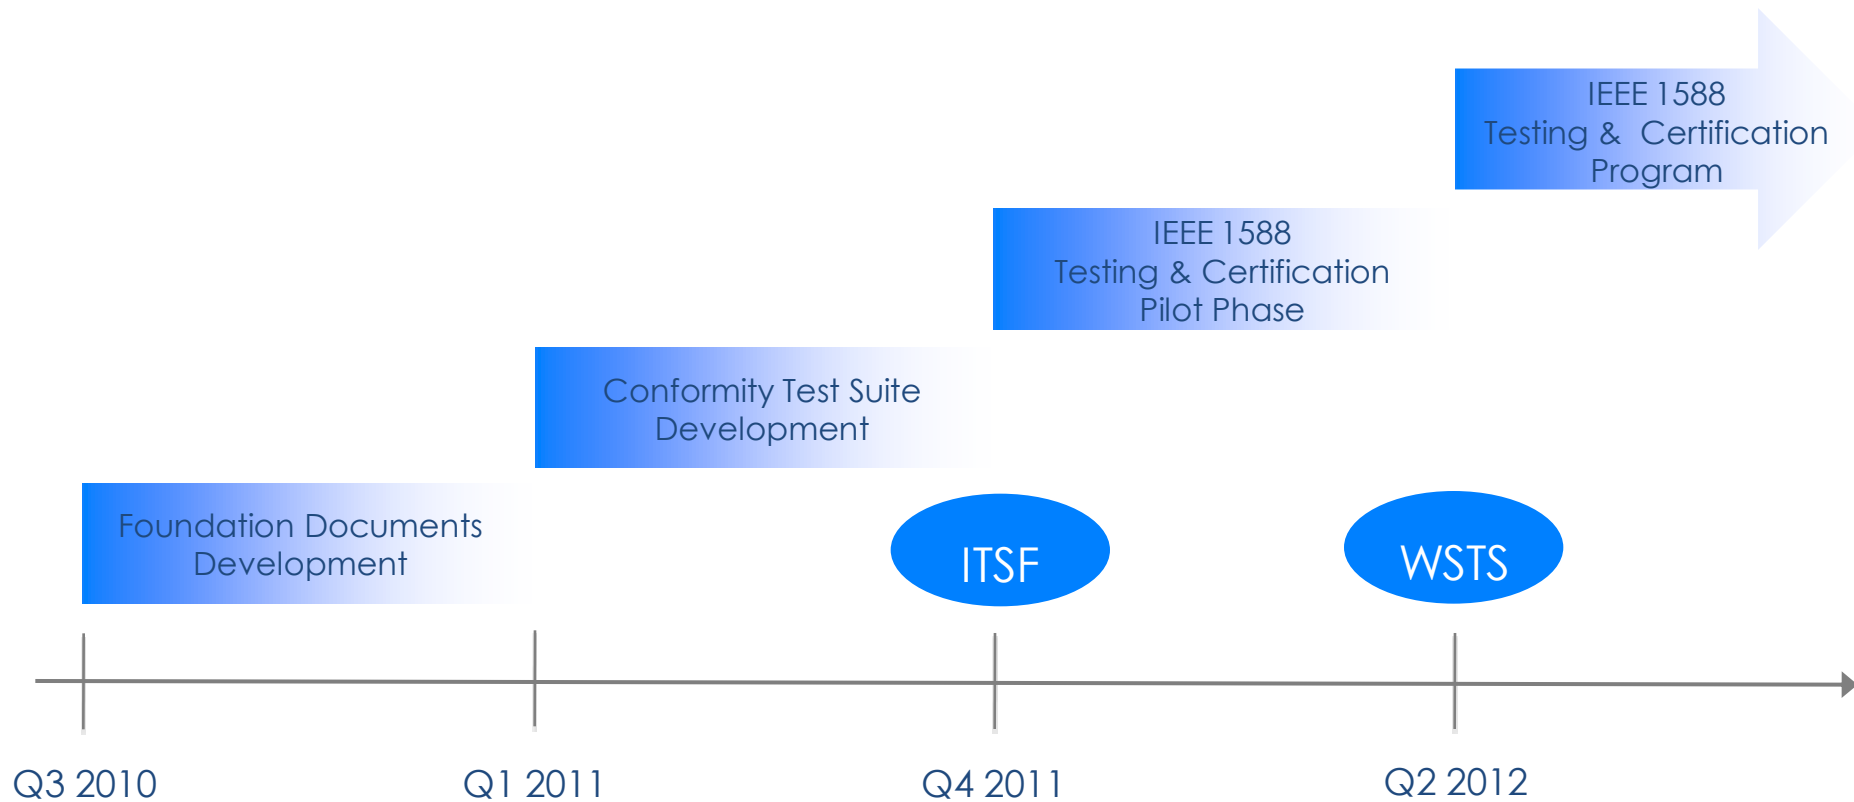 IEEE 1588
Testing & Certification
Program
IEEE 1588
Testing & Certification
Pilot Phase
Conformity Test Suite
Development
Foundation Documents
Development
ITSF
WSTS
Q3 2010
Q1 2011
Q4 2011
Q2 2012